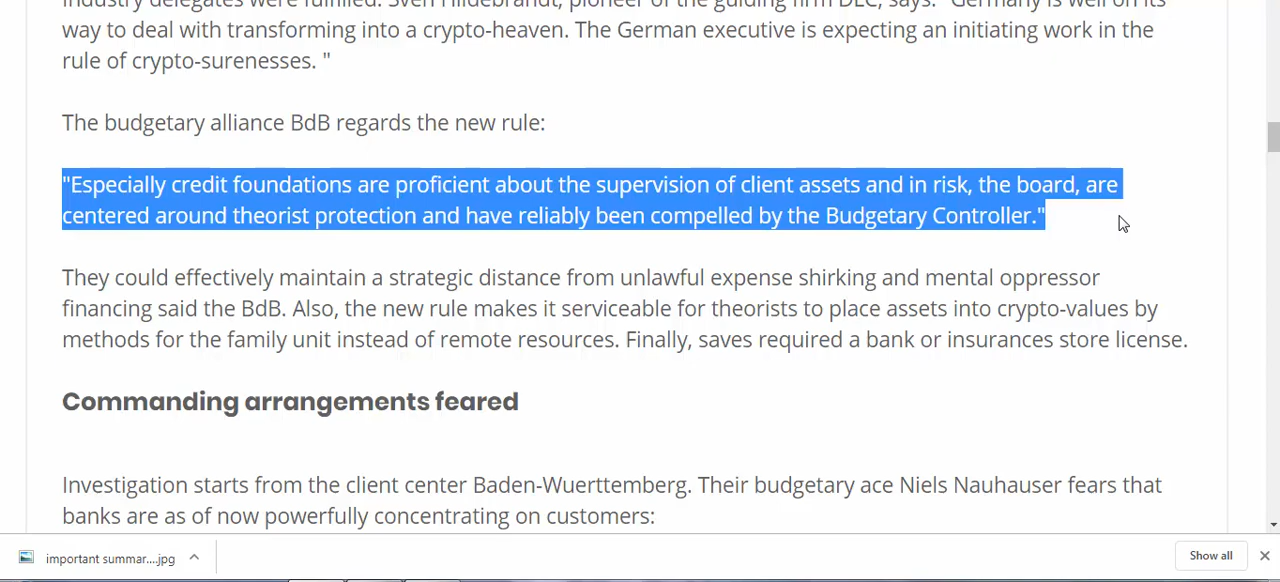 industry delegates were fulfilled. Sven Hildebrandt, pioneer of the guiding firm DLC, says: "Germany is well on its
way to deal with transforming into a crypto-heaven. The German executive is expecting an initiating work in the
rule of crypto-surenesses. "
The budgetary alliance BdB regards the new rule:
"Especially credit foundations are proficient about the supervision of client assets and in risk, the board, are
centered around theorist protection and have reliably been compelled by the Budgetary Controller."
They could effectively maintain a strategic distance from unlawful expense shirking and mental oppressor
financing said the BdB. Also, the new rule makes it serviceable for theorists to place assets into crypto-values by
methods for the family unit instead of remote resources. Finally, saves required a bank or insurances store license.
Commanding arrangements feared
Investigation starts from the client center Baden-Wuerttemberg. Their budgetary ace Niels Nauhauser fears that
banks are as of now powerfully concentrating on customers:
important summar....jpg
Show all